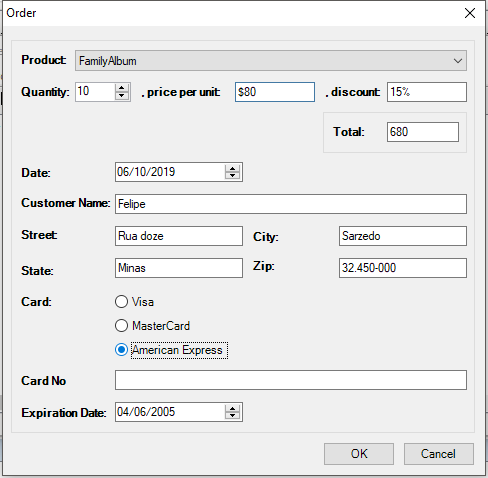 Order
Product: FamilyAlbum
Quantity: 10 , price per unit: $80 , discount: 15%
Total: 680
Date: 06/10/2019
Customer Name: Felipe
Street: Rua doze City: Sarzedo
State: Minas Zip: 32.450-000
Card: Visa
MasterCard
American Express
Card No
Expiration Date: 04/06/2005
OK Cancel